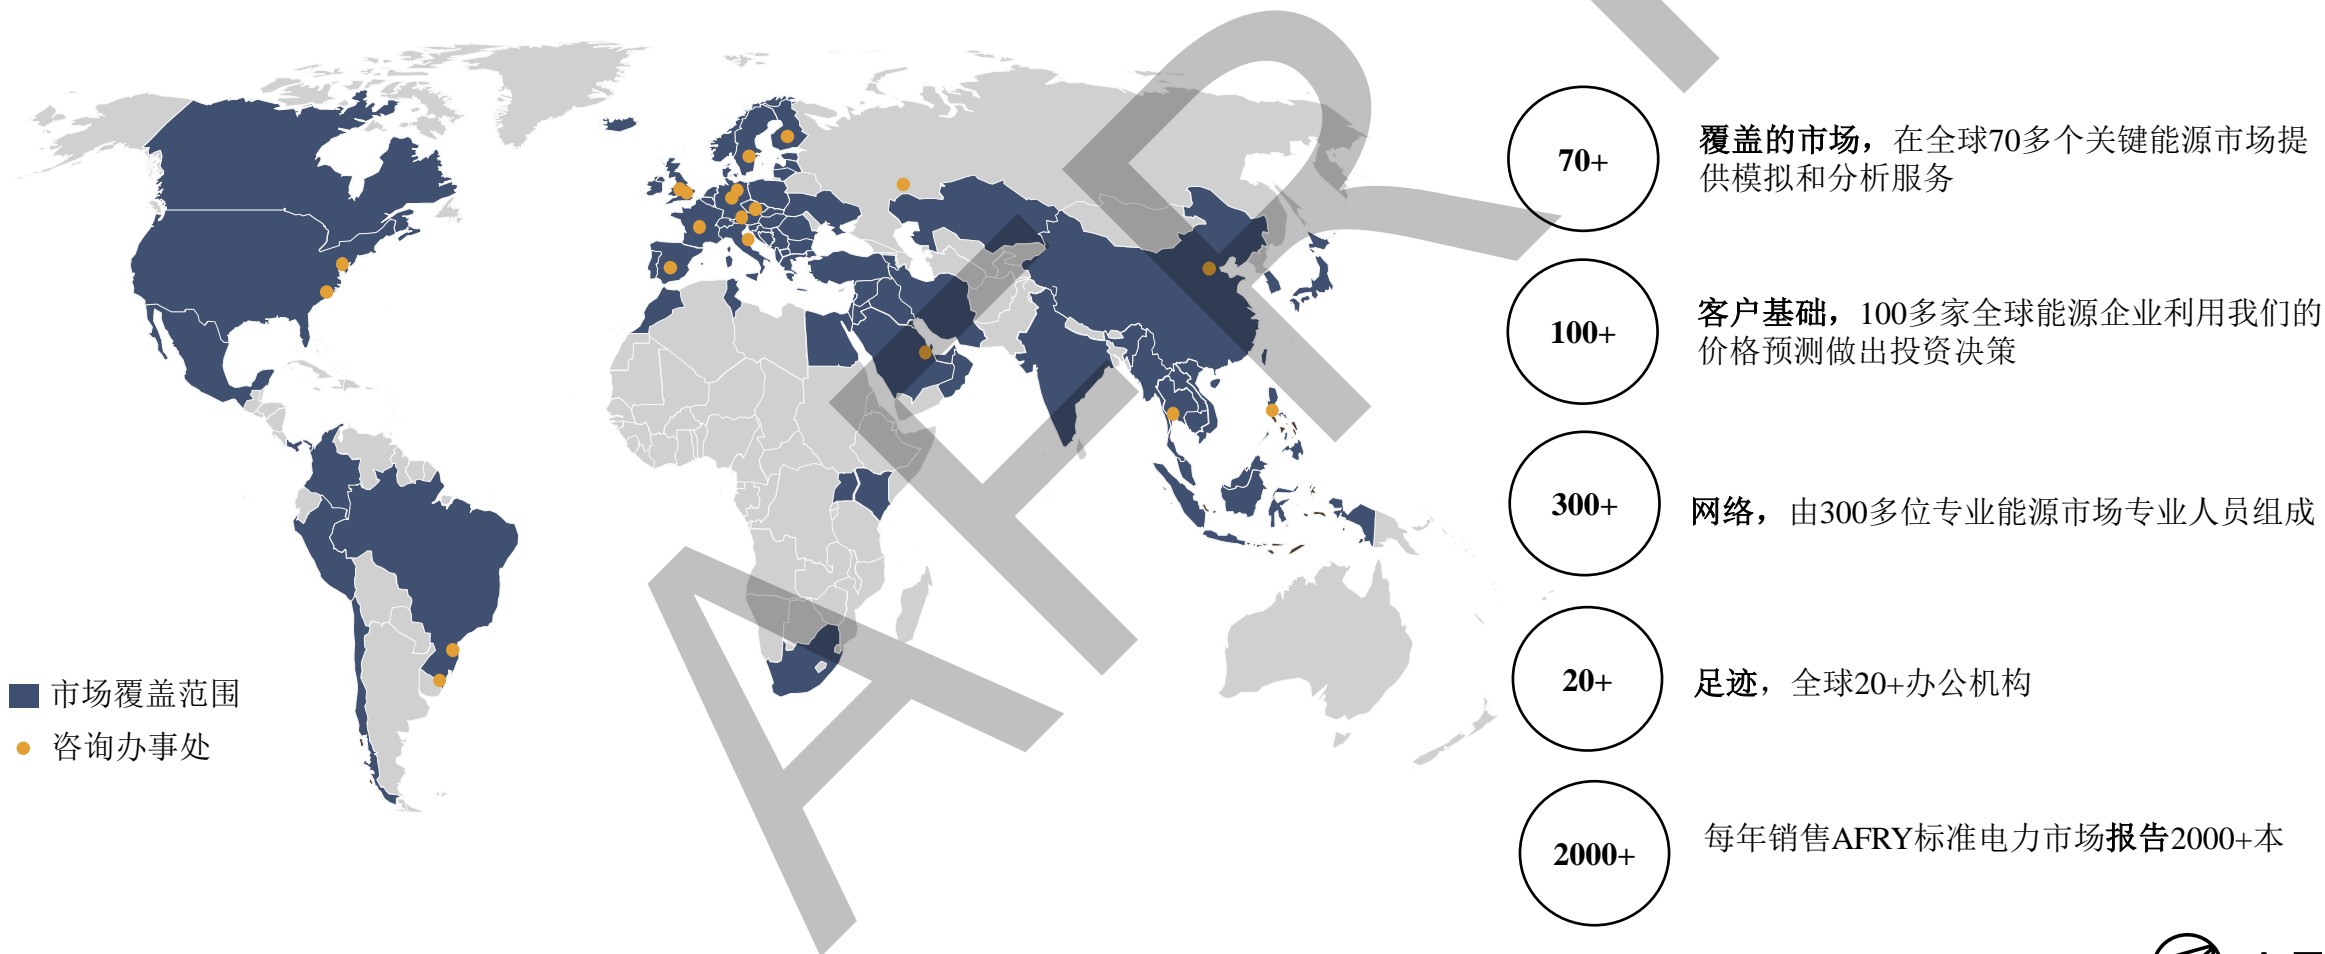 70+
覆盖的市场，在全球70多个关键能源市场提
供模拟和分析服务
100+
客户基础，100多家全球能源企业利用我们的
价格预测做出投资决策
300+
网络，由300多位专业能源市场专业人员组成
20+
足迹，全球20+办公机构
2000+
每年销售AFRY标准电力市场报告2000+本
市场覆盖范围
咨询办事处